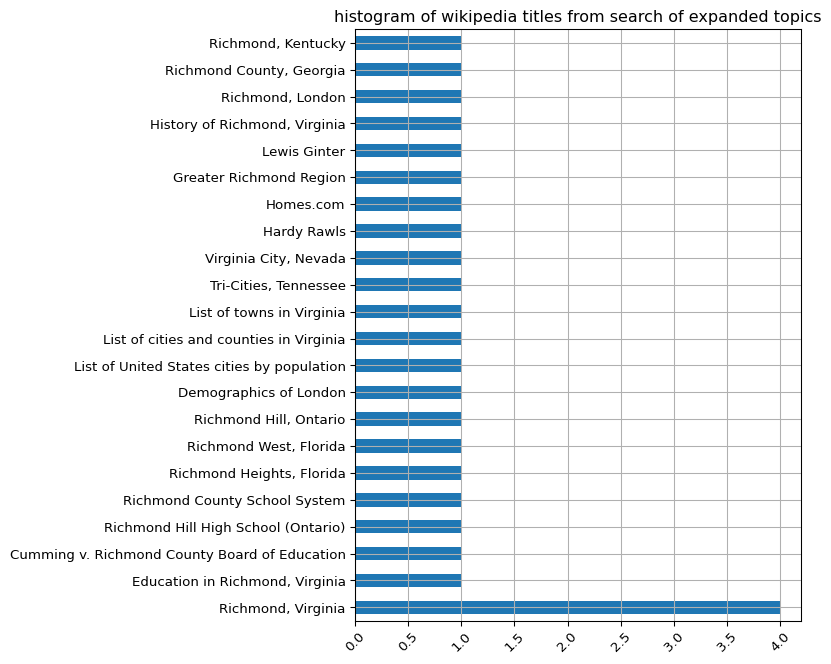 histogram of wikipedia titles from search of expanded topics
Richmond, Kentucky
Richmond County, Georgia
Richmond, London
History of Richmond, Virginia
Lewis Ginter
Greater Richmond Region
Homes.com
Hardy Rawls
Virginia City, Nevada
Tri-Cities, Tennessee
List of towns in Virginia
List of cities and counties in Virginia
List of United States cities by population
Demographics of London
Richmond Hill, Ontario
Richmond West, Florida
Richmond Heights, Florida
Richmond County School System
Richmond Hill High School (Ontario)
Cumming v. Richmond County Board of Education
Education in Richmond, Virginia
Richmond, Virginia
0.0 0.5 1.0 1.5 2.0 2.5 3.0 3.5 4.0